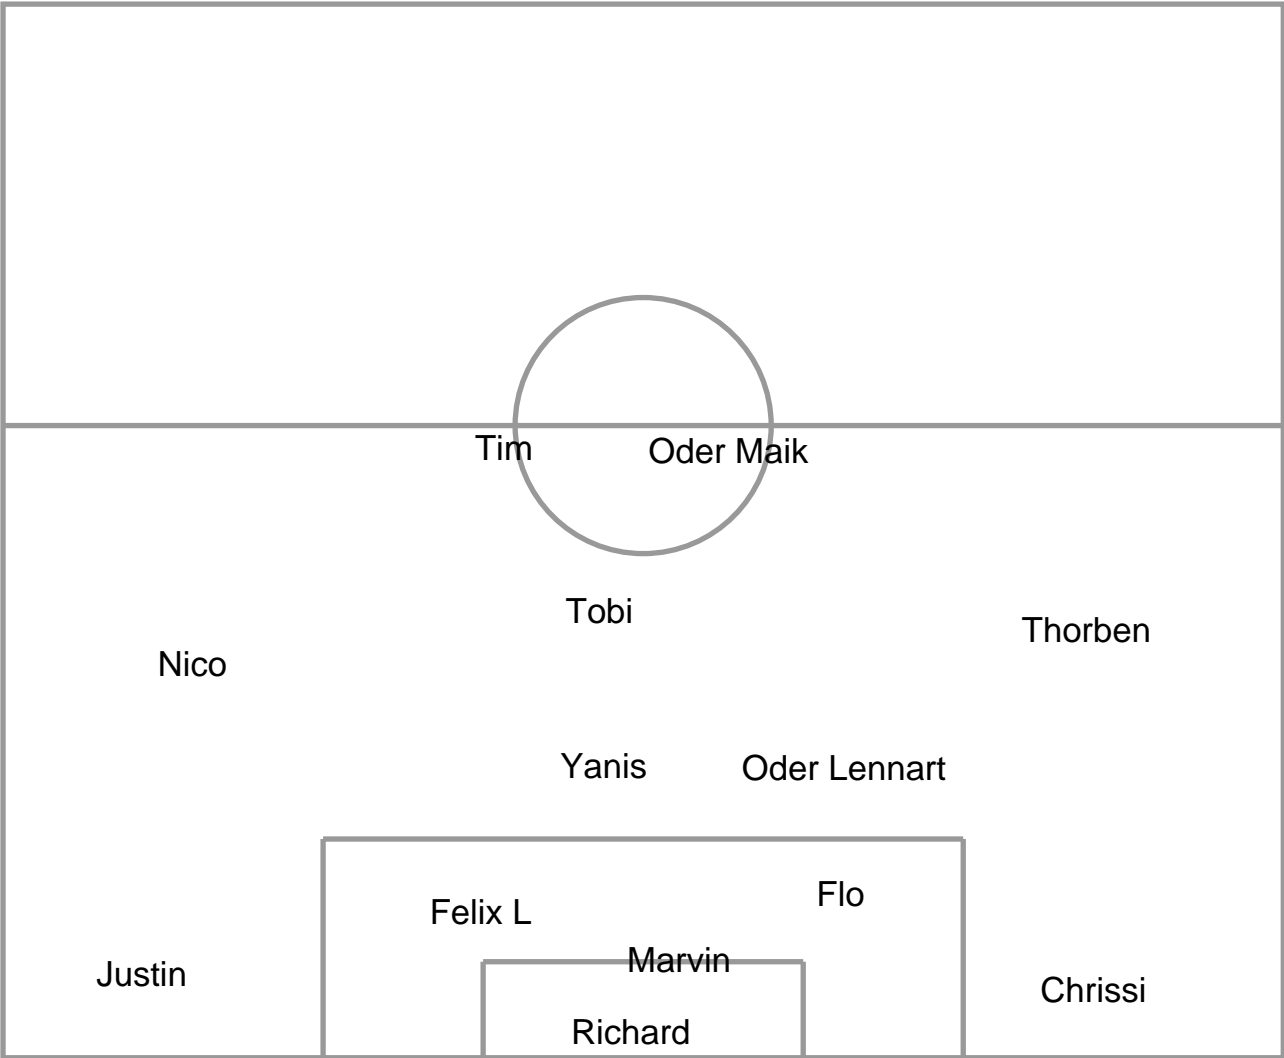 Tim
Oder Maik
Tobi
Thorben
Nico
Yanis
Oder Lennart
Flo
Felix L
Marvin
Justin
Chrissi
Richard